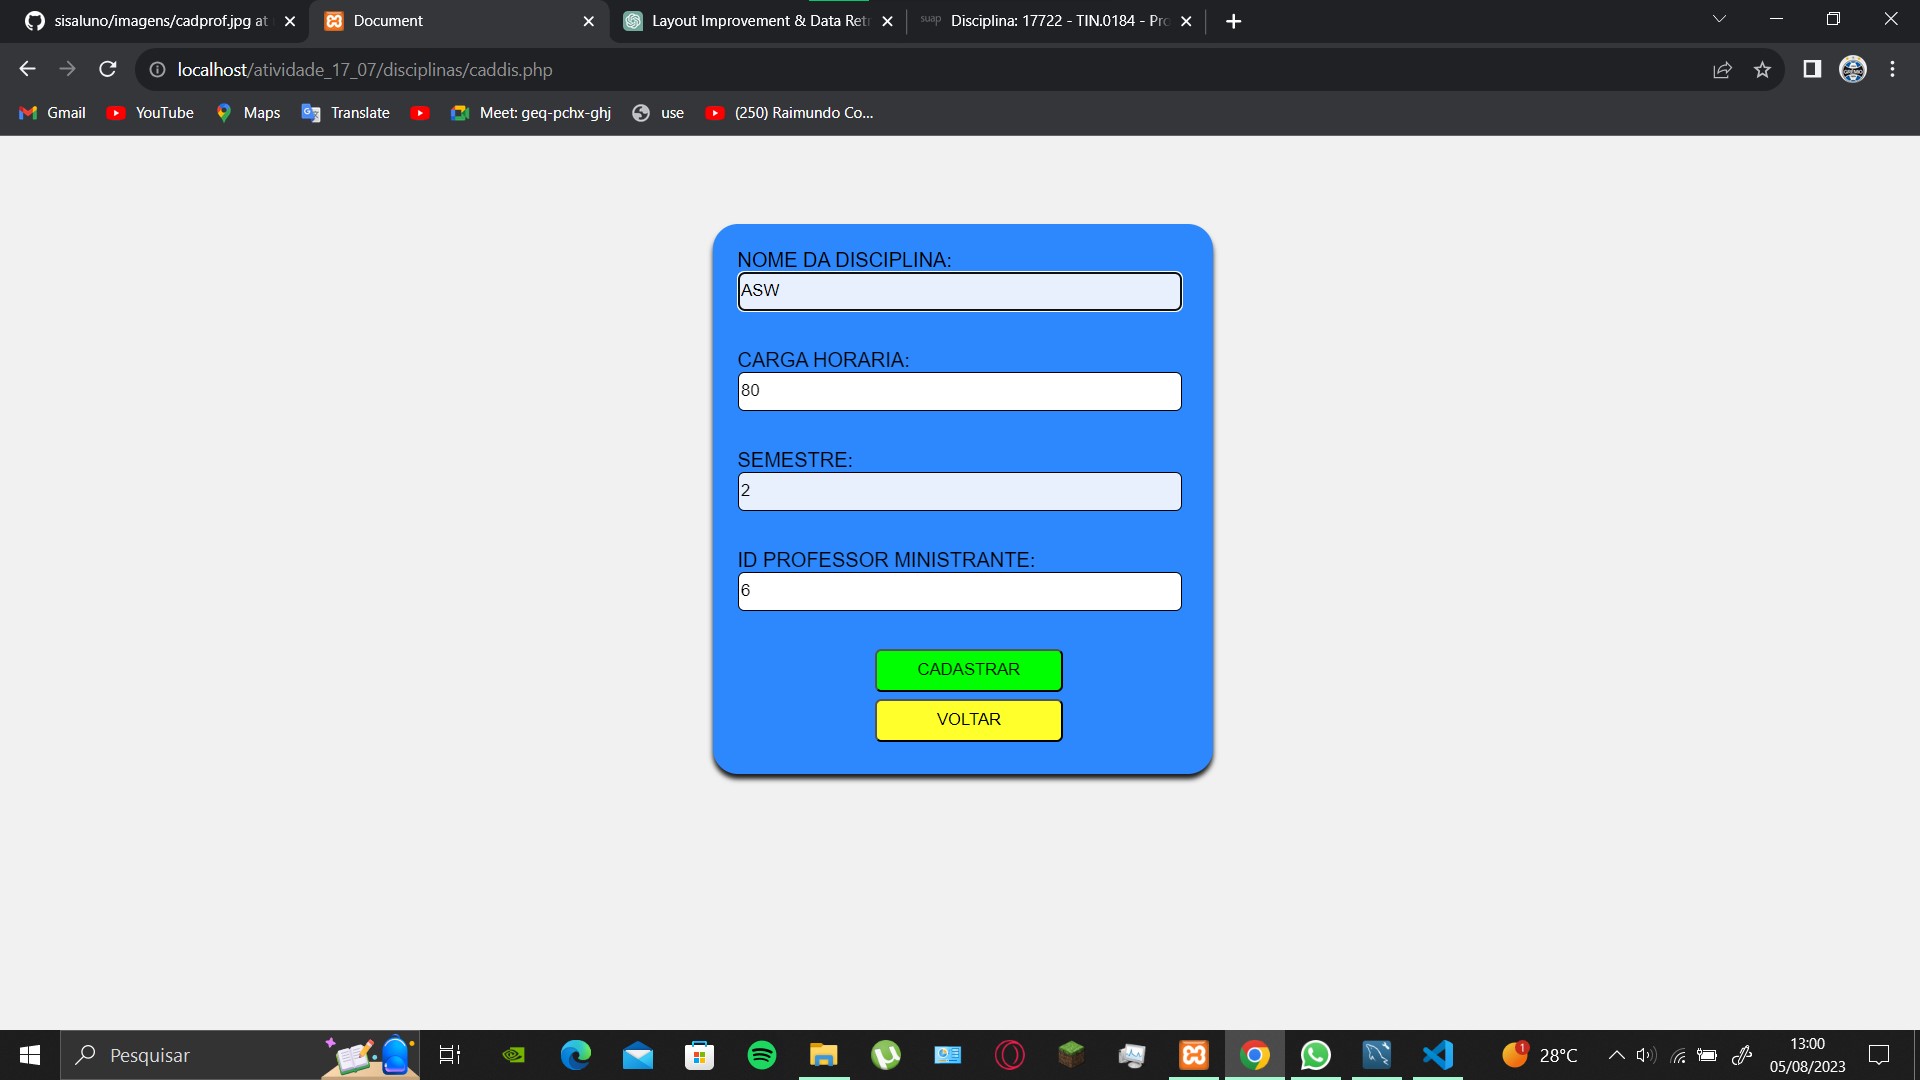 sisaluno/imagens/cadprof.jpg at
Document
Layout Improvement & Data Retr
suap
Disciplina: 17722 - TIN.0184 - Pro
localhost/atividade_17_07/disciplinas/caddis.php
Gmail
YouTube
Maps
Translate
Meet: geq-pchx-ghj
use
(250) Raimundo Co...
NOME DA DISCIPLINA:
ASW
CARGA HORARIA:
80
SEMESTRE:
2
ID PROFESSOR MINISTRANTE:
6
CADASTRAR
VOLTAR
Pesquisar
1
28°C
13:00
05/08/2023